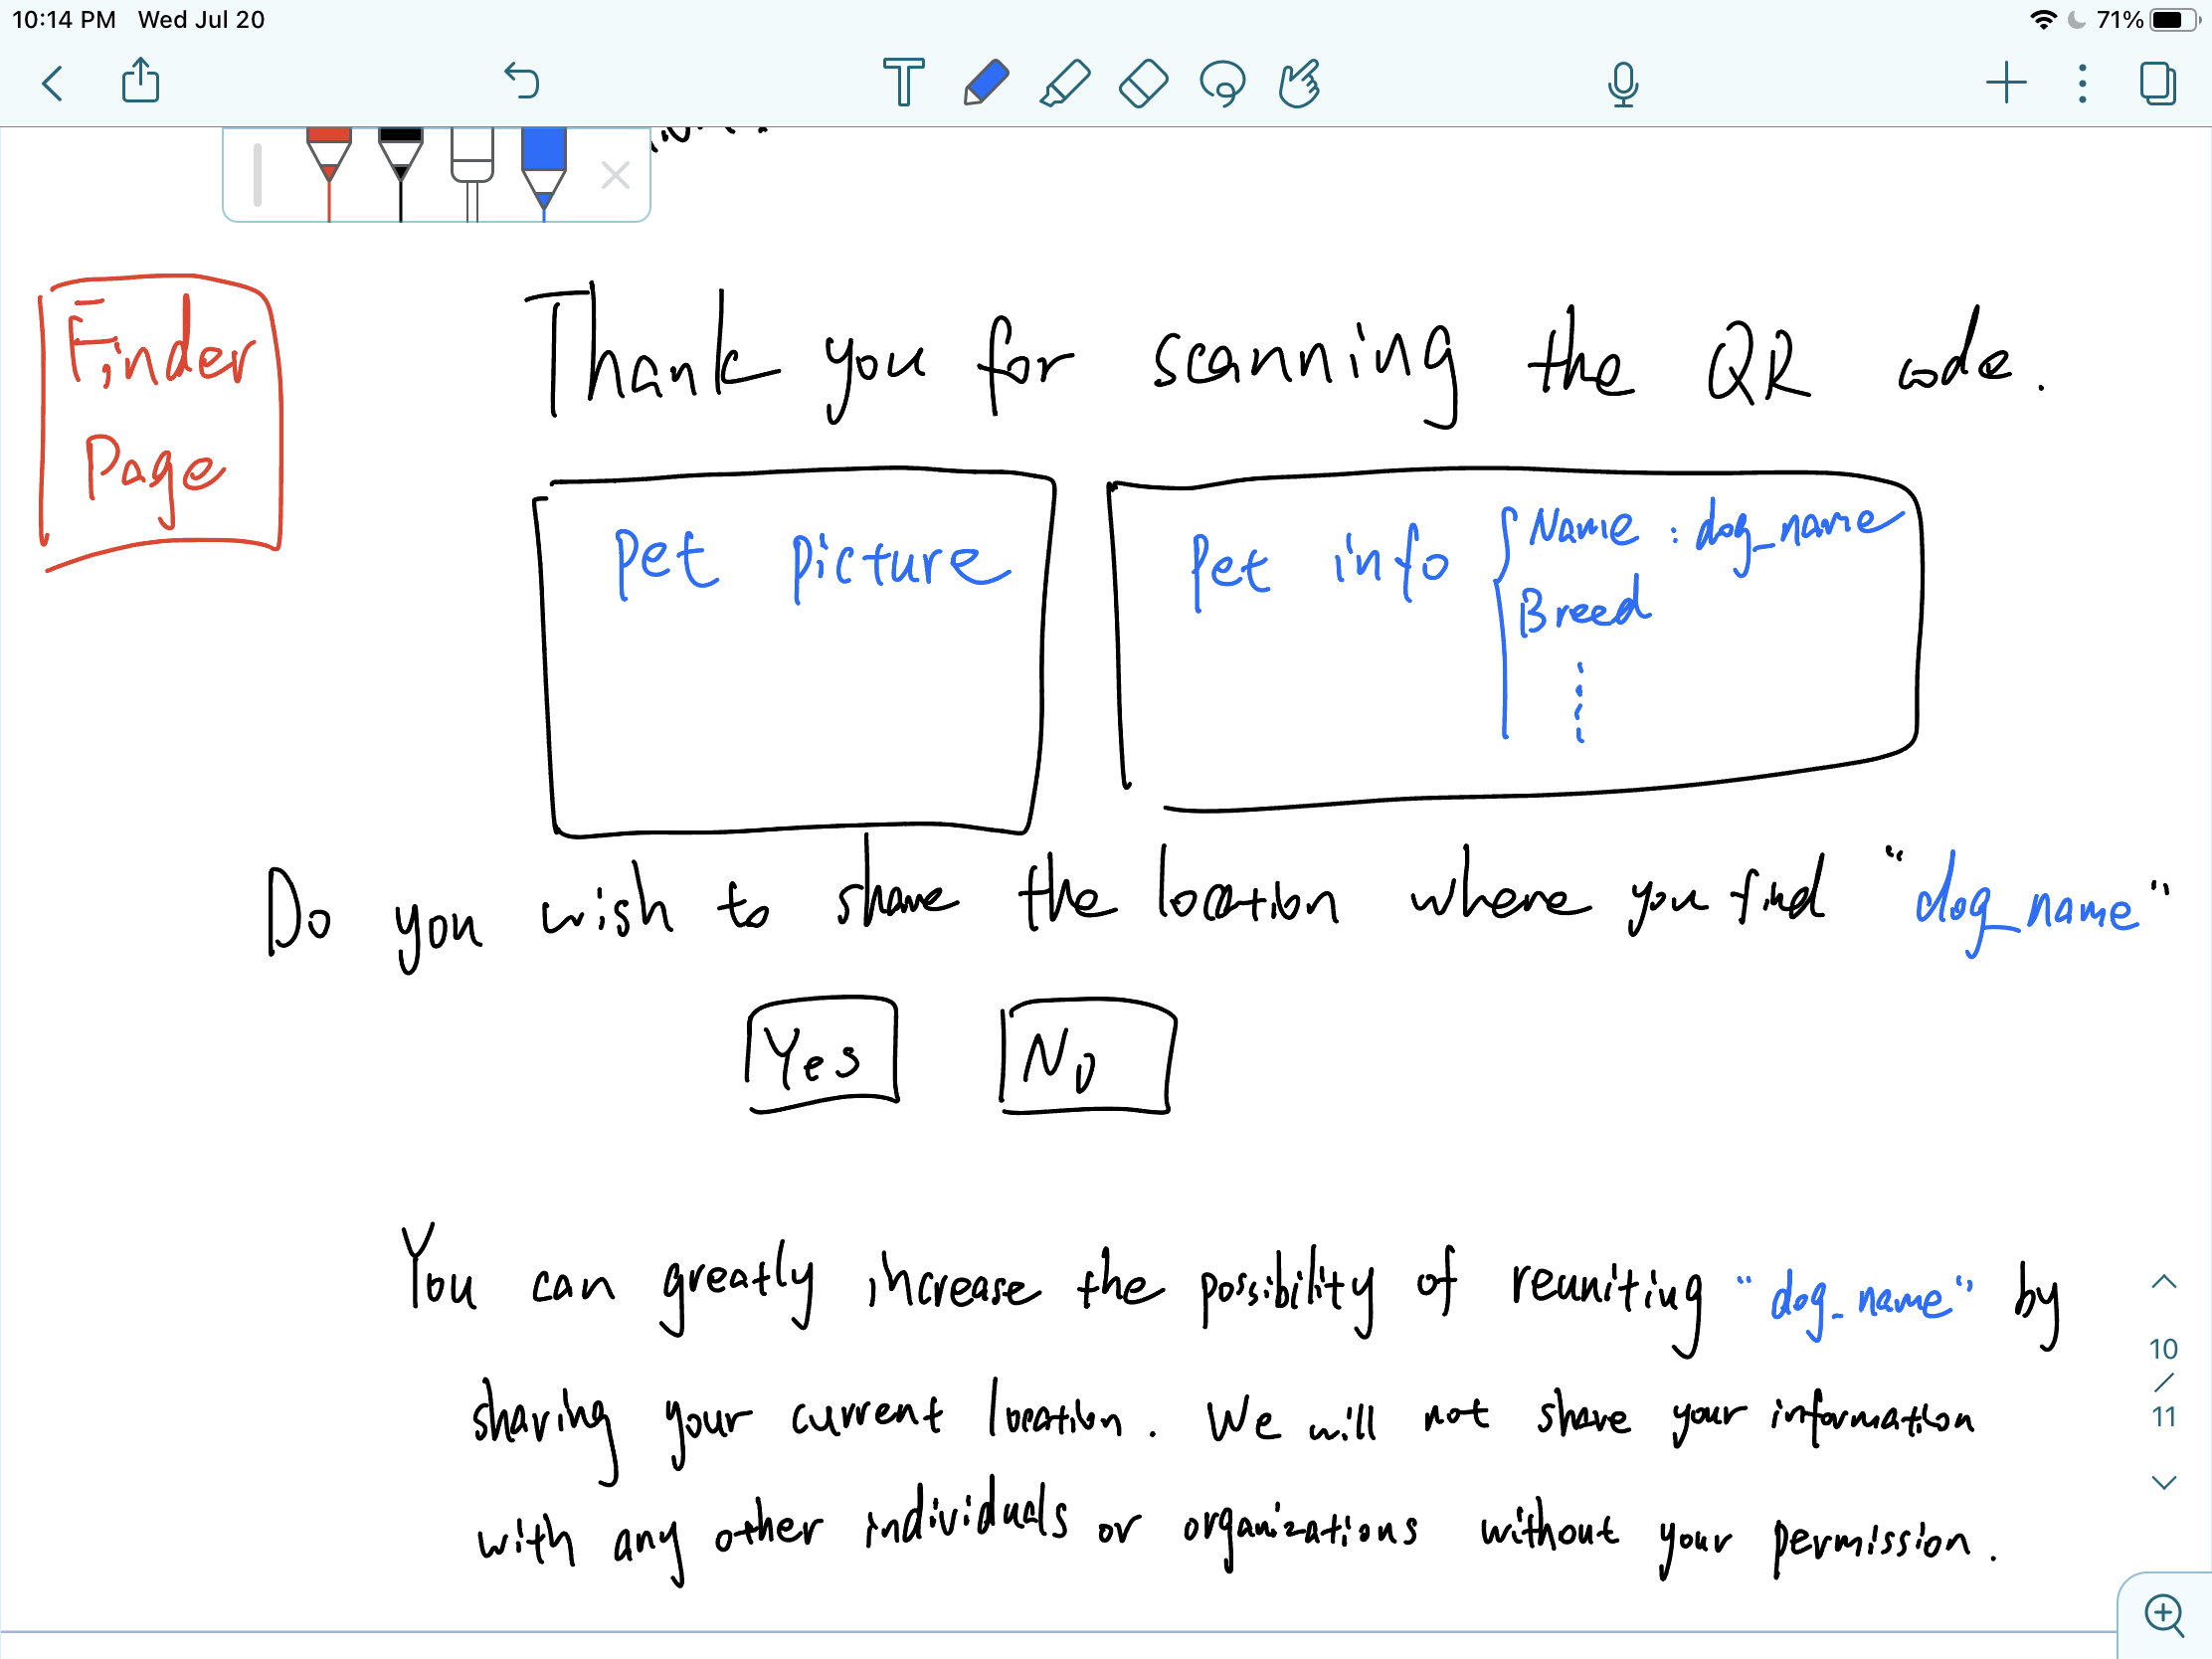 10:14 PM Wed Jul 20
71%
Finder
Page
Thank you for scanning the QR code.
Pet Picture
Pet info { Name : dog_name
Breed
Do you wish to share the location where you find "dog_name"
Yes
No
You can greatly increase the possibility of reuniting "dog_name" by
sharing your current location. We will not share your information
with any other individuals or organizations without your permission.
10
/
11